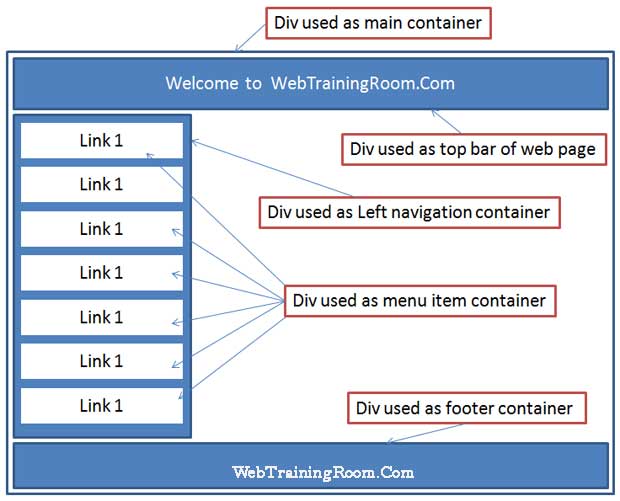 Div used as main container
Welcome to WebTrainingRoom.Com
Link 1
Div used as top bar of web page
Link 1
Div used as Left navigation container
Link 1
Link 1
Div used as menu item container
Link 1
Link 1
Link 1
Div used as footer container
WebTrainingRoom.Com